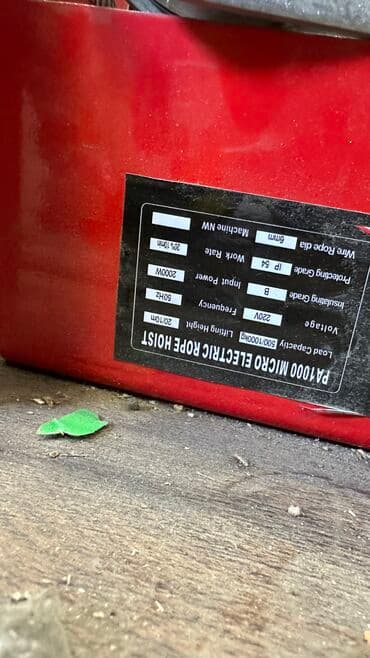 PA1000 MICRO ELECTRIC ROPE HOIST
Load Capacity 500/1000kg Lifting Height 20/10m
Voltage 220V Frequency 50Hz
Insulating Grade B Input Power 2000W
Protecting Grade IP 54 Work Rate 20% 10min
Wire Rope dia 6mm Machine NW